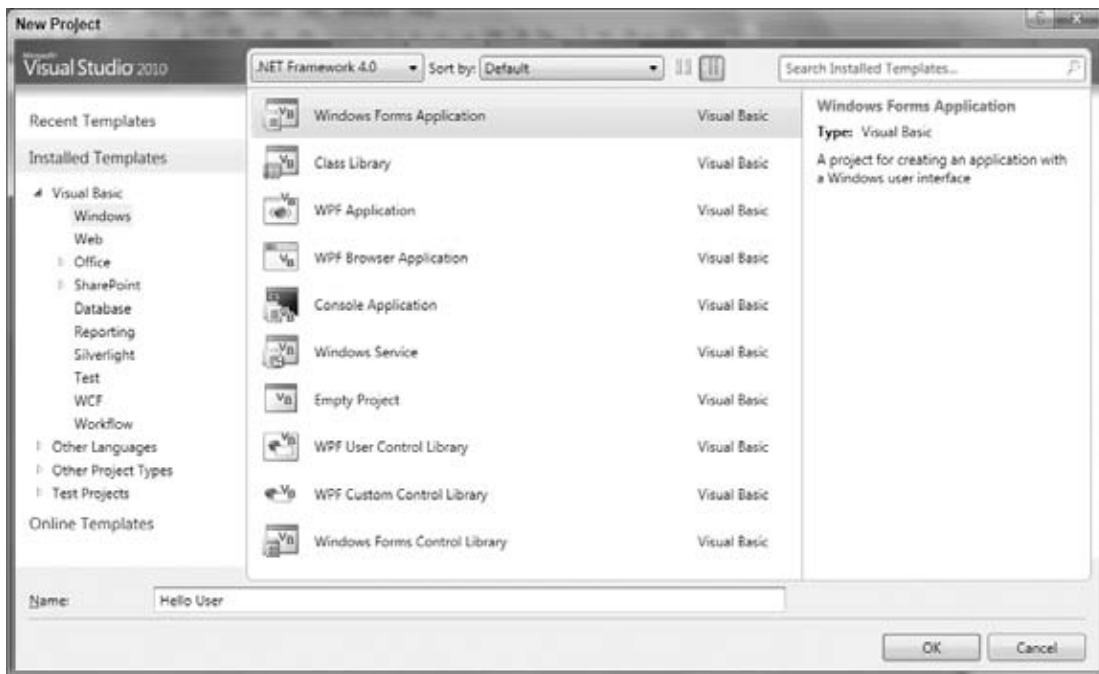 New Project
Microsoft
Visual Studio 2010
.NET Framework 4.0
Sort by: Default
Search Installed Templates...
Recent Templates
Installed Templates
Visual Basic
Windows
Web
Office
SharePoint
Database
Reporting
Silverlight
Test
WCF
Workflow
Other Languages
Other Project Types
Test Projects
Online Templates
Windows Forms Application Visual Basic
Class Library Visual Basic
WPF Application Visual Basic
WPF Browser Application Visual Basic
Console Application Visual Basic
Windows Service Visual Basic
Empty Project Visual Basic
WPF User Control Library Visual Basic
WPF Custom Control Library Visual Basic
Windows Forms Control Library Visual Basic
Windows Forms Application
Type: Visual Basic
A project for creating an application with
a Windows user interface
Name: Hello User
OK Cancel